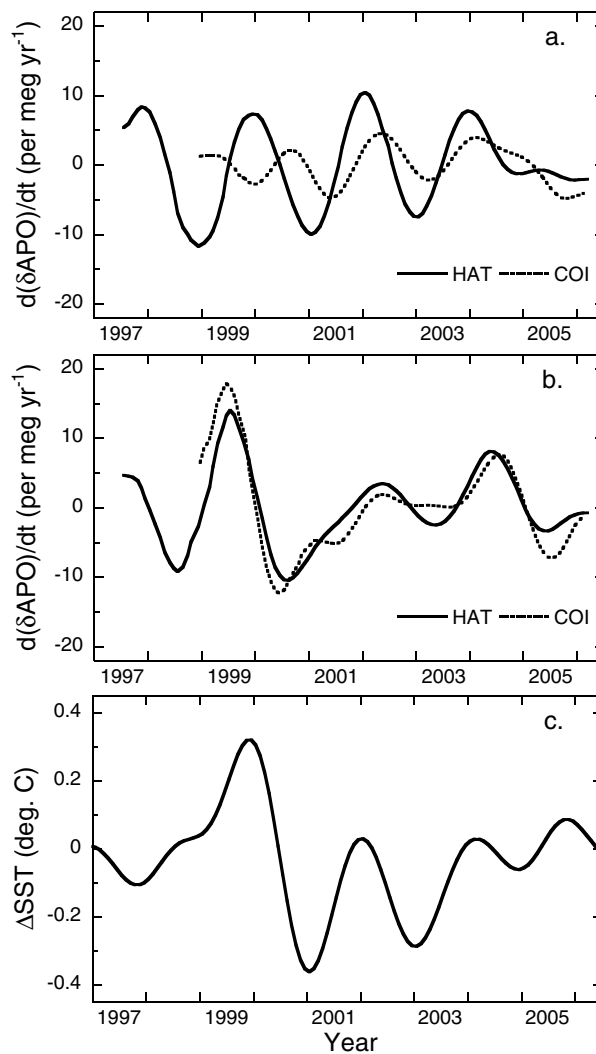 20
10
0
-10
-20
d(δAPO)/dt (per meg yr-1)
a.
HAT COI
1997 1999 2001 2003 2005
20
10
0
-10
-20
d(δAPO)/dt (per meg yr-1)
b.
HAT COI
1997 1999 2001 2003 2005
0.4
0.2
0
-0.2
-0.4
ΔSST (deg. C)
c.
1997 1999 2001 2003 2005
Year